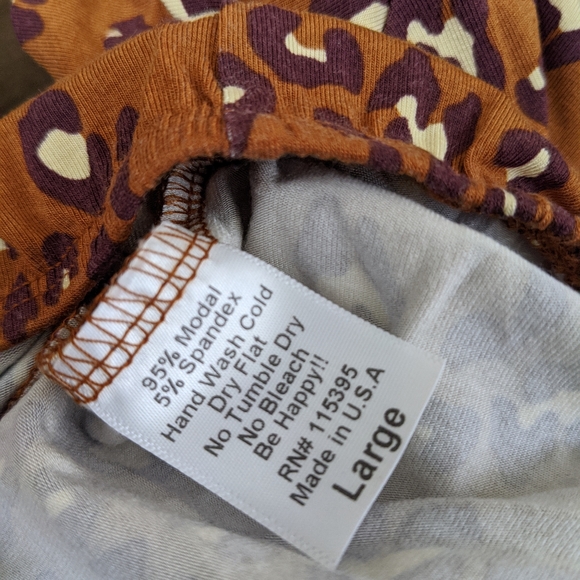 95% Modal
5% Spandex
Hand Wash Cold
Dry Flat
No Tumble Dry
No Bleach
Be Happy!!
RN# 115395
Made in U.S.A
Large